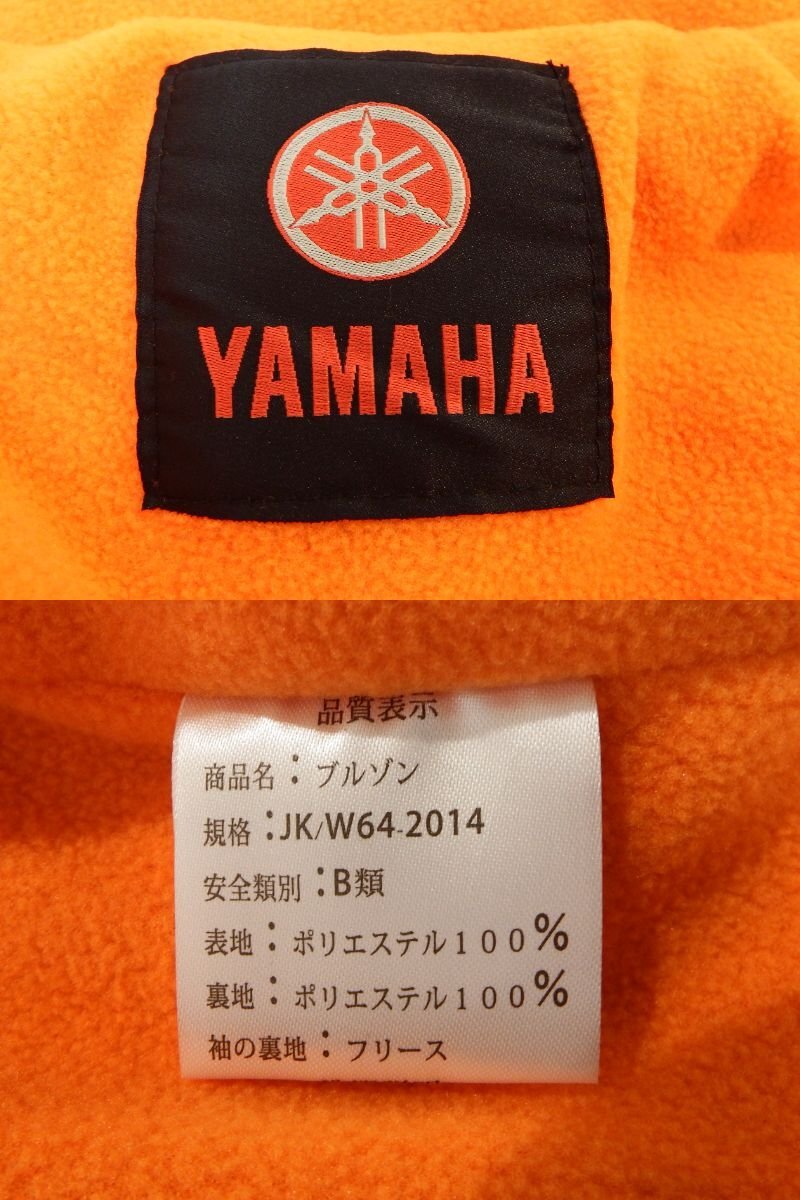 YAMAHA
品質表示
商品名：ブルゾン
規格：JK/W64-2014
安全類別：B類
表地：ポリエステル１００%
裏地：ポリエステル１００%
袖の裏地：フリース